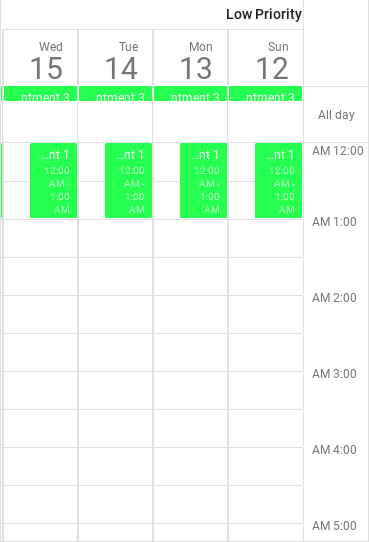 Low Priority
Sun
12
Mon
13
Tue
14
Wed
15
ntment 3
ntment 3
ntment 3
ntment 3
All day
AM 12:00
...nt 1
12:00
AM -
1:00
AM
...nt 1
12:00
AM -
1:00
AM
...nt 1
12:00
AM -
1:00
AM
...nt 1
12:00
AM -
1:00
AM
AM 1:00
AM 2:00
AM 3:00
AM 4:00
AM 5:00